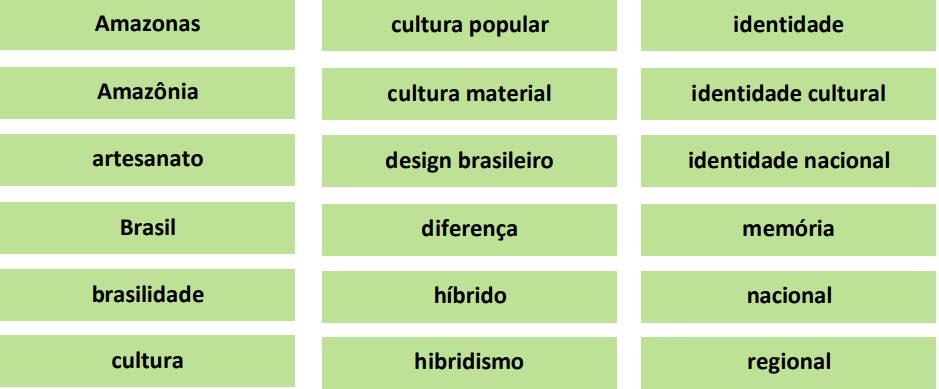 Amazonas
Amazônia
artesanato
Brasil
brasilidade
cultura
cultura popular
cultura material
design brasileiro
diferença
híbrido
hibridismo
identidade
identidade cultural
identidade nacional
memória
nacional
regional